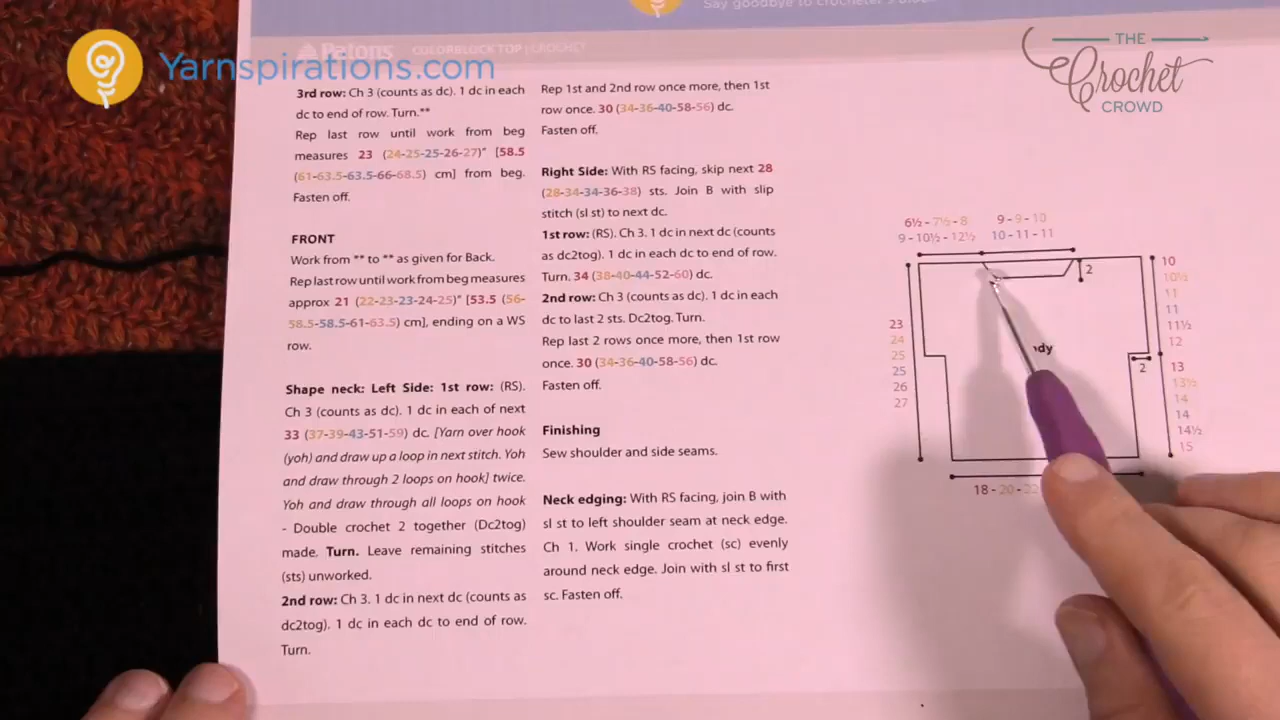 Say goodbye to crocheter's
Yarnspirations.com
THE
Crochet
CROWD
Patons COLORBLOCK TOP | CROCHET
3rd row: Ch 3 (counts as dc). 1 dc in each
dc to end of row. Turn.**
Rep last row until work from beg
measures 23 (24-25-25-26-27)" [58.5
(61-63.5-63.5-66-68.5) cm] from beg.
Fasten off.
FRONT
Work from ** to ** as given for Back.
Rep last row until work from beg measures
approx 21 (22-23-23-24-25)" [53.5 (56-
58.5-58.5-61-63.5) cm], ending on a WS
row.
Shape neck: Left Side: 1st row: (RS).
Ch 3 (counts as dc). 1 dc in each of next
33 (37-39-43-51-59) dc. [Yarn over hook
(yoh) and draw up a loop in next stitch. Yoh
and draw through 2 loops on hook] twice.
Yoh and draw through all loops on hook
- Double crochet 2 together (Dc2tog)
made. Turn. Leave remaining stitches
(sts) unworked.
2nd row: Ch 3. 1 dc in next dc (counts as
dc2tog). 1 dc in each dc to end of row.
Turn.
Rep 1st and 2nd row once more, then 1st
row once. 30 (34-36-40-58-56) dc.
Fasten off.
Right Side: With RS facing, skip next 28
(28-34-34-36-38) sts. Join B with slip
stitch (sl st) to next dc.
1st row: (RS). Ch 3. 1 dc in next dc (counts
as dc2tog). 1 dc in each dc to end of row.
Turn. 34 (38-40-44-52-60) dc.
2nd row: Ch 3 (counts as dc). 1 dc in each
dc to last 2 sts. Dc2tog. Turn.
Rep last 2 rows once more, then 1st row
once. 30 (34-36-40-58-56) dc.
Fasten off.
Finishing
Sew shoulder and side seams.
Neck edging: With RS facing, join B with
sl st to left shoulder seam at neck edge.
Ch 1. Work single crochet (sc) evenly
around neck edge. Join with sl st to first
sc. Fasten off.
6½ - 7½ - 8
9 - 10½ - 12½
9 - 9 - 10
10 - 11 - 11
2
10
10½
11
11
11½
12
23
24
25
25
26
27
dy
2
13
13½
14
14
14½
15
18 - 20 -